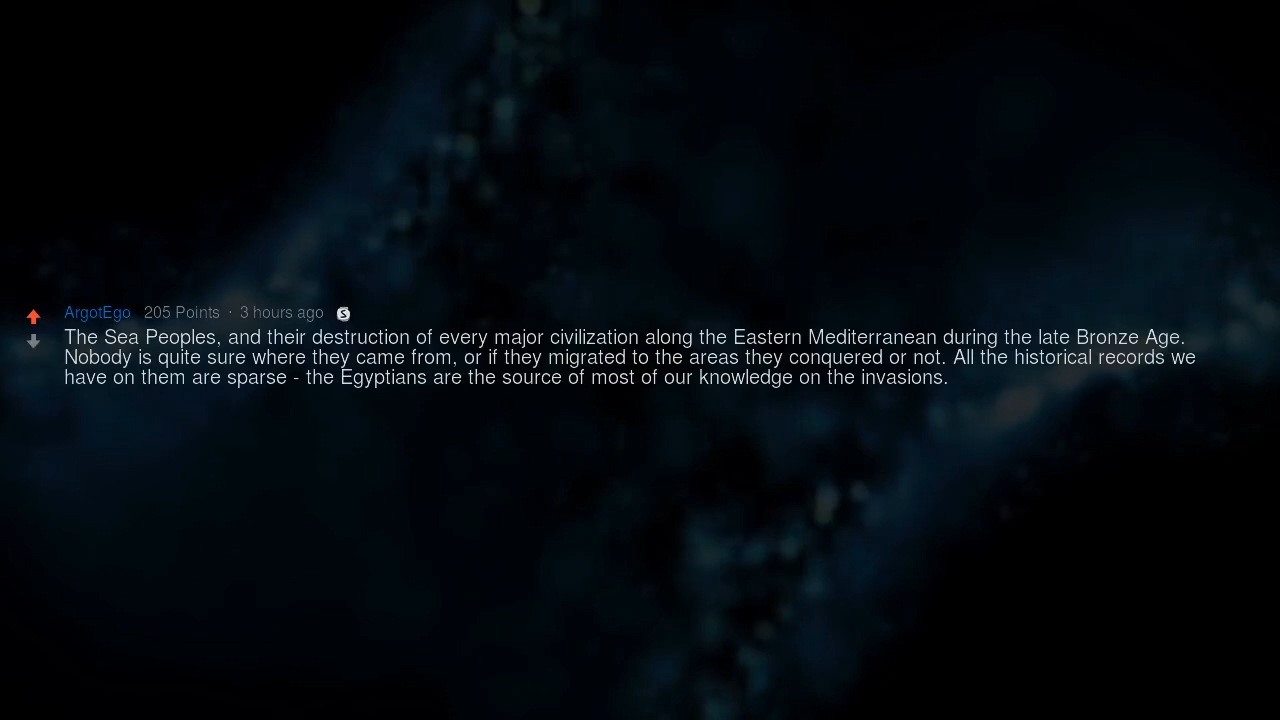 ArgotEgo 205 Points · 3 hours ago S
The Sea Peoples, and their destruction of every major civilization along the Eastern Mediterranean during the late Bronze Age.
Nobody is quite sure where they came from, or if they migrated to the areas they conquered or not. All the historical records we
have on them are sparse - the Egyptians are the source of most of our knowledge on the invasions.